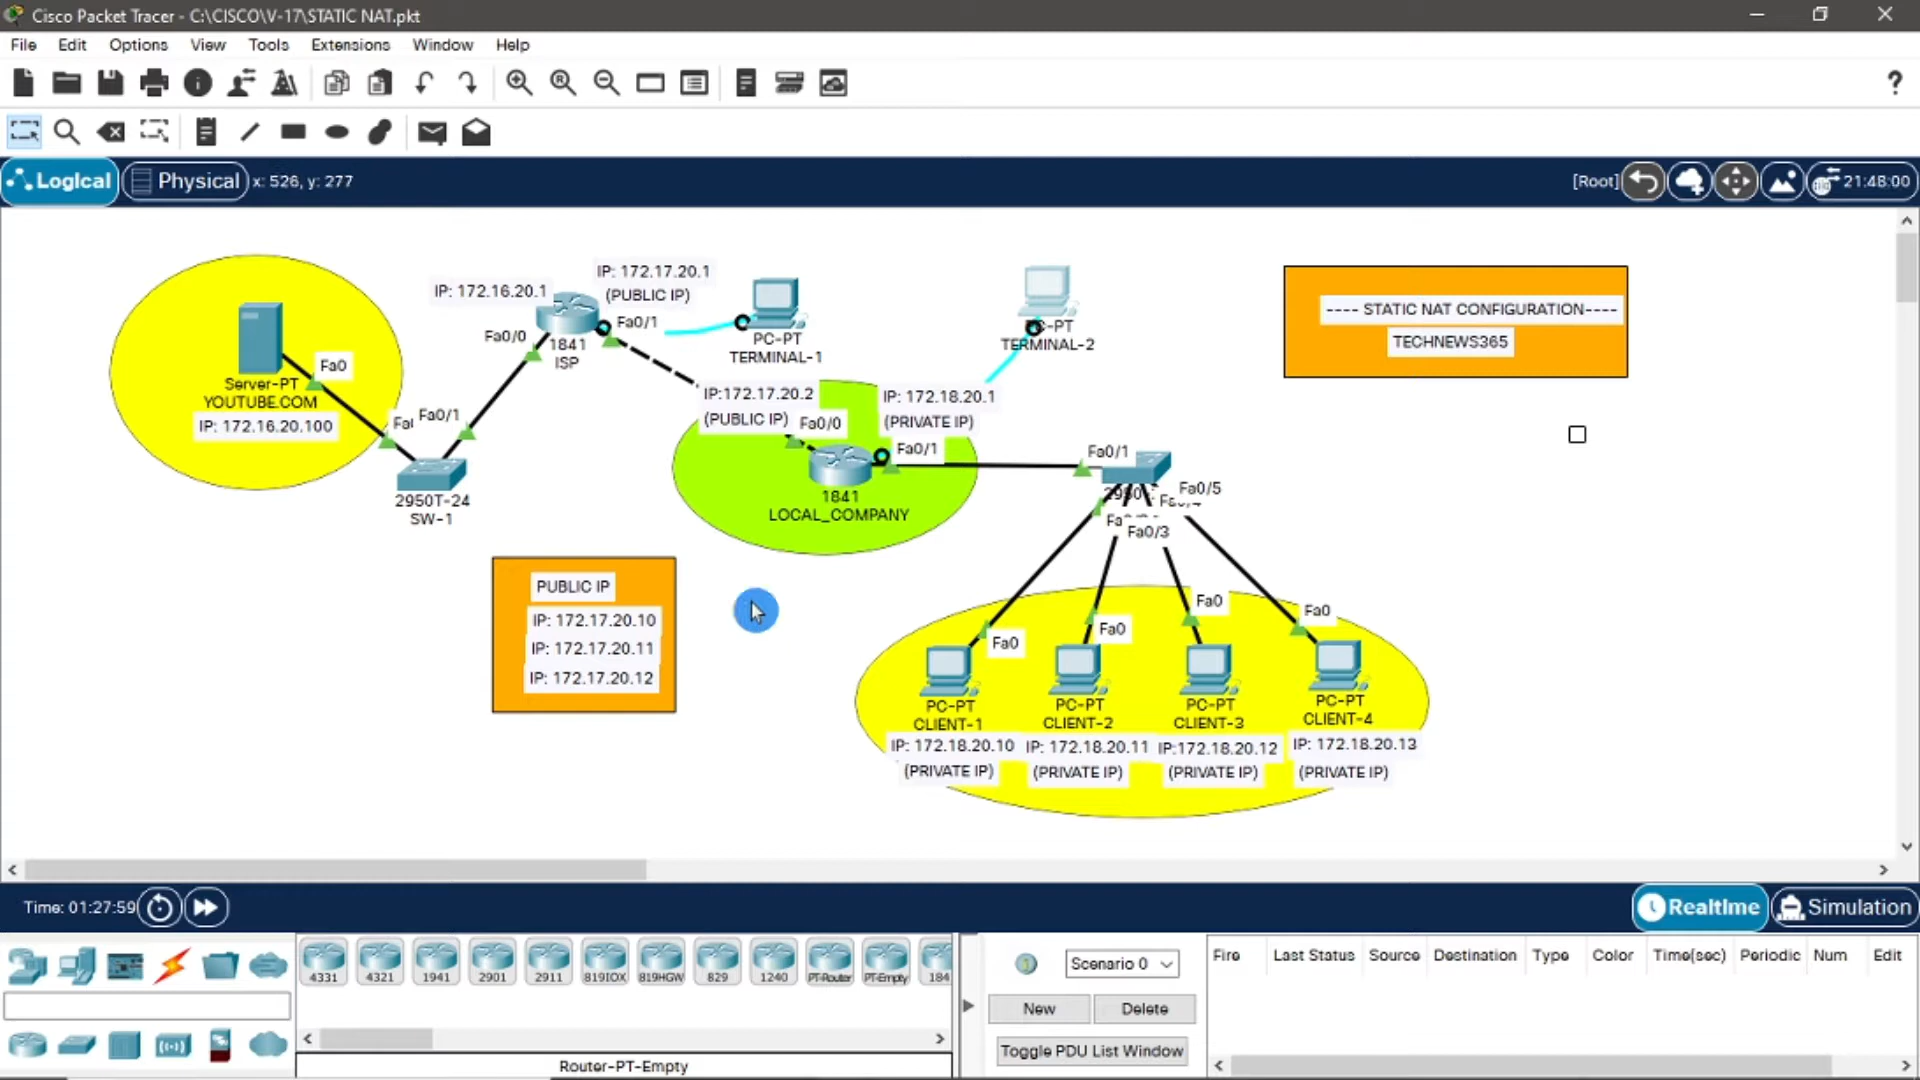 Cisco Packet Tracer - C:\CISCO\V-17\STATIC NAT.pkt
File Edit Options View Tools Extensions Window Help
?
Logical Physical x: 526, y: 277
[Root] 21:48:00
IP: 172.16.20.1
IP: 172.17.20.1
(PUBLIC IP)
Fa0/0
Fa0/1
1841
ISP
PC-PT
TERMINAL-1
PC-PT
TERMINAL-2
---- STATIC NAT CONFIGURATION----
TECHNEWS365
Fa0
Server-PT
YOUTUBE.COM
IP: 172.16.20.100
Fa0/1
2950T-24
SW-1
IP:172.17.20.2
(PUBLIC IP)
Fa0/0
IP: 172.18.20.1
(PRIVATE IP)
Fa0/1
1841
LOCAL_COMPANY
Fa0/1
Fa0/5
Fa0/3
PUBLIC IP
IP: 172.17.20.10
IP: 172.17.20.11
IP: 172.17.20.12
Fa0
Fa0
Fa0
Fa0
PC-PT
CLIENT-1
IP: 172.18.20.10
(PRIVATE IP)
PC-PT
CLIENT-2
IP: 172.18.20.11
(PRIVATE IP)
PC-PT
CLIENT-3
IP:172.18.20.12
(PRIVATE IP)
PC-PT
CLIENT-4
IP: 172.18.20.13
(PRIVATE IP)
Time: 01:27:59
Realtime Simulation
4331 4321 1941 2901 2911 819IOX 819HGW 829 1240 PT-Router PT-Empty 184
Router-PT-Empty
Scenario 0
New Delete
Toggle PDU List Window
Fire Last Status Source Destination Type Color Time(sec) Periodic Num Edit